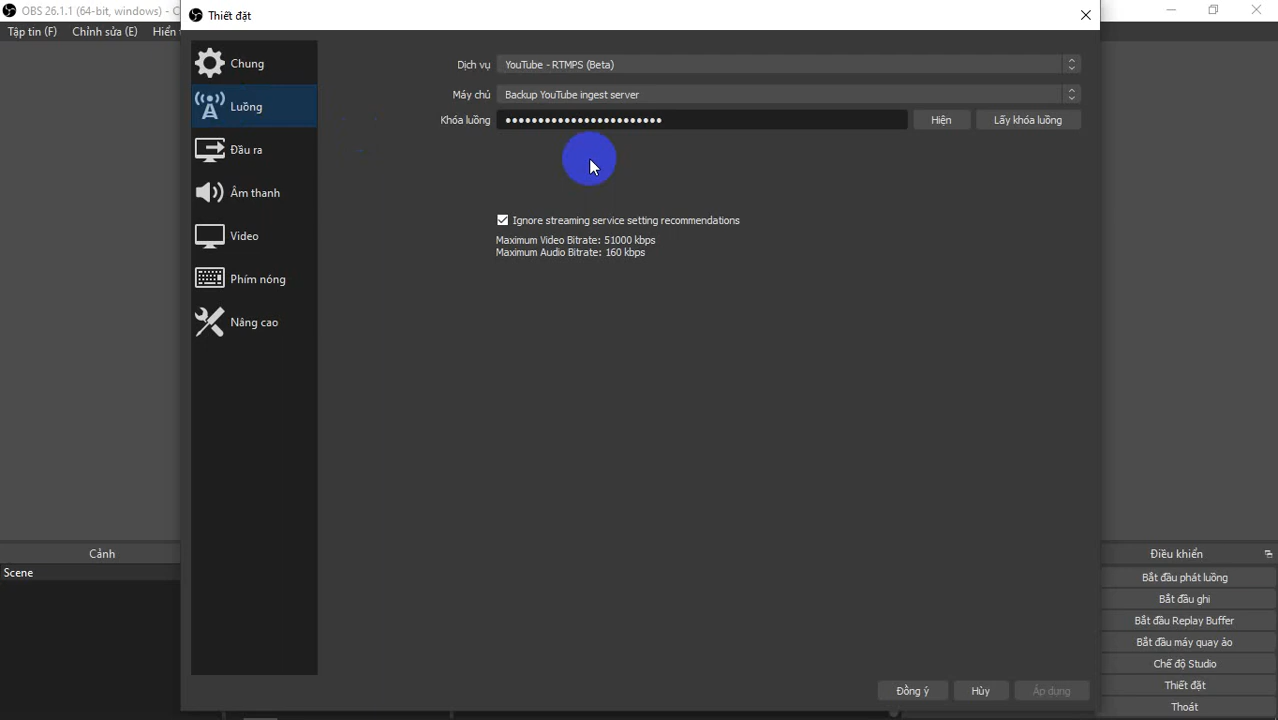 OBS 26.1.1 (64-bit, windows) - C
Tập tin (F) Chỉnh sửa (E) Hiển
Thiết đặt
Chung
Luồng
Đầu ra
Âm thanh
Video
Phím nóng
Nâng cao
Dịch vụ YouTube - RTMPS (Beta)
Máy chủ Backup YouTube ingest server
Khóa luồng ●●●●●●●●●●●●●●●●●●●●●●●● Hiện Lấy khóa luồng
Ignore streaming service setting recommendations
Maximum Video Bitrate: 51000 kbps
Maximum Audio Bitrate: 160 kbps
Đồng ý Hủy Áp dụng
Cảnh
Scene
Điều khiển
Bắt đầu phát luồng
Bắt đầu ghi
Bắt đầu Replay Buffer
Bắt đầu máy quay ảo
Chế độ Studio
Thiết đặt
Thoát